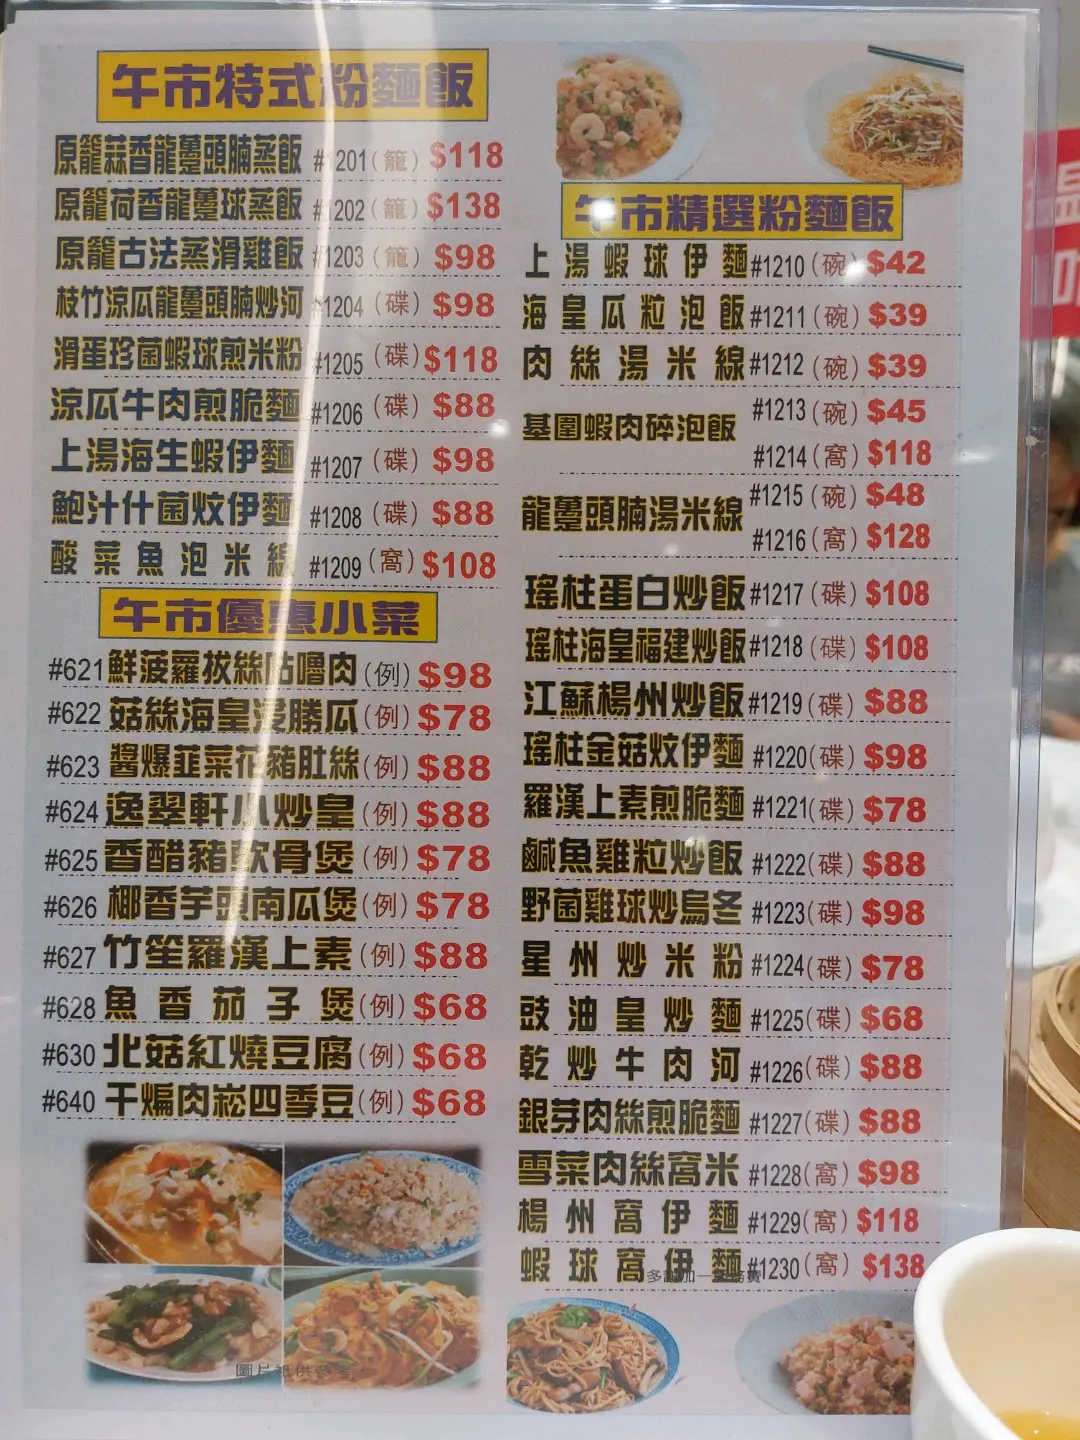 午市特式粉麵飯
原籠蒜香龍躉頭腩蒸飯 #1201(籠) $118
原籠荷香龍躉球蒸飯 #1202(籠) $138
原籠古法蒸滑雞飯 #1203(籠) $98
枝竹涼瓜龍躉頭腩炒河 #1204(碟) $98
滑蛋珍菌蝦球煎米粉 #1205(碟) $118
涼瓜牛肉煎脆麵 #1206(碟) $88
上湯海生蝦伊麵 #1207(碟) $98
鮑汁什菌炆伊麵 #1208(碟) $88
酸菜魚泡米線 #1209(窩) $108
午市優惠小菜
#621 鮮菠蘿拔絲咕嚕肉(例) $98
#622 菇絲海皇浸勝瓜(例) $78
#623 醬爆韮菜花豬肚絲(例) $88
#624 逸翠軒小炒皇(例) $88
#625 香醋豬軟骨煲(例) $78
#626 椰香芋頭南瓜煲(例) $78
#627 竹笙羅漢上素(例) $88
#628 魚香茄子煲(例) $68
#630 北菇紅燒豆腐(例) $68
#640 干煸肉崧四季豆(例) $68
圖片祇供參考
午市精選粉麵飯
上湯蝦球伊麵 #1210(碗) $42
海皇瓜粒泡飯 #1211(碗) $39
肉絲湯米線 #1212(碗) $39
基圍蝦肉碎泡飯 #1213(碗) $45
#1214(窩) $118
龍躉頭腩湯米線 #1215(碗) $48
#1216(窩) $128
瑤柱蛋白炒飯 #1217(碟) $108
瑤柱海皇福建炒飯 #1218(碟) $108
江蘇楊州炒飯 #1219(碟) $88
瑤柱金菇炆伊麵 #1220(碟) $98
羅漢上素煎脆麵 #1221(碟) $78
鹹魚雞粒炒飯 #1222(碟) $88
野菌雞球炒烏冬 #1223(碟) $98
星州炒米粉 #1224(碟) $78
豉油皇炒麵 #1225(碟) $68
乾炒牛肉河 #1226(碟) $88
銀芽肉絲煎脆麵 #1227(碟) $88
雪菜肉絲窩米 #1228(窩) $98
楊州窩伊麵 #1229(窩) $118
蝦球窩伊麵 #1230(窩) $138